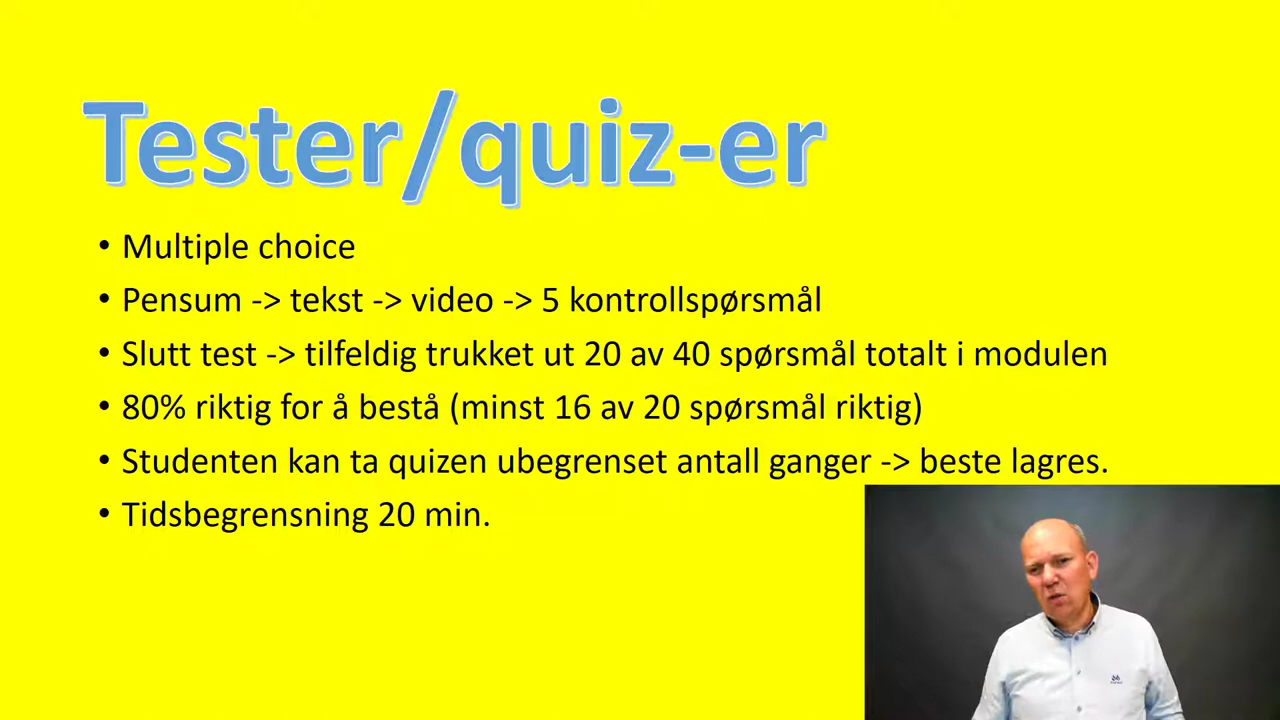 Tester/quiz-er
• Multiple choice
• Pensum -> tekst -> video -> 5 kontrollspørsmål
• Slutt test -> tilfeldig trukket ut 20 av 40 spørsmål totalt i modulen
• 80% riktig for å bestå (minst 16 av 20 spørsmål riktig)
• Studenten kan ta quizen ubegrenset antall ganger -> beste lagres.
• Tidsbegrensning 20 min.